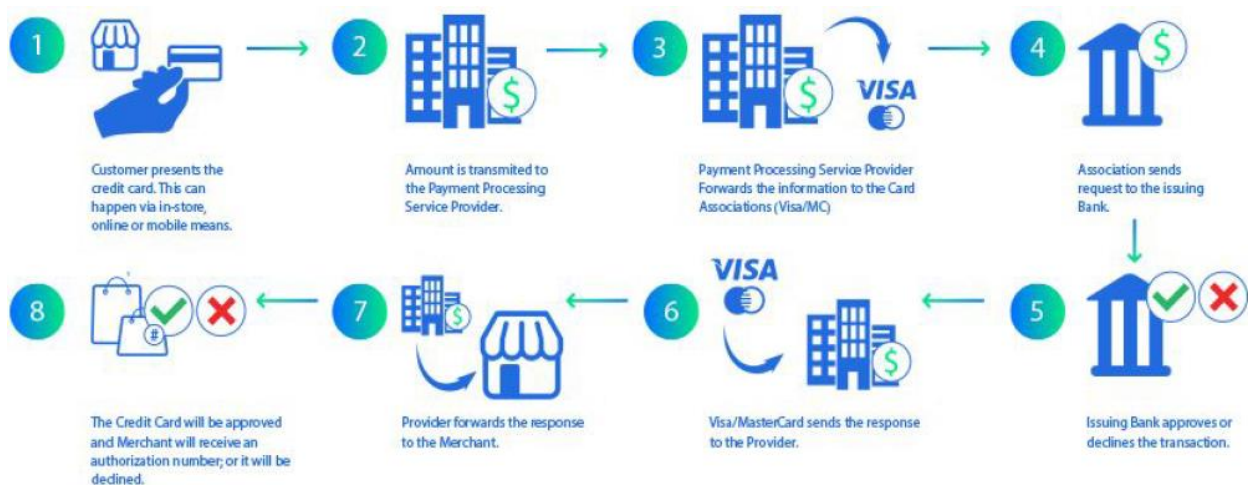 1
Customer presents the
credit card. This can
happen via in-store,
online or mobile means.
2
$
Amount is transmited to
the Payment Processing
Service Provider.
3
$
VISA
Payment Processing Service Provider
Forwards the information to the Card
Associations (Visa/MC)
4
$
Association sends
request to the issuing
Bank.
5
Issuing Bank approves or
declines the transaction.
6
VISA
$
Visa/MasterCard sends the response
to the Provider.
7
$
Provider forwards the response
to the Merchant.
8
#
The Credit Card will be approved
and Merchant will receive an
authorization number; or it will be
declined.